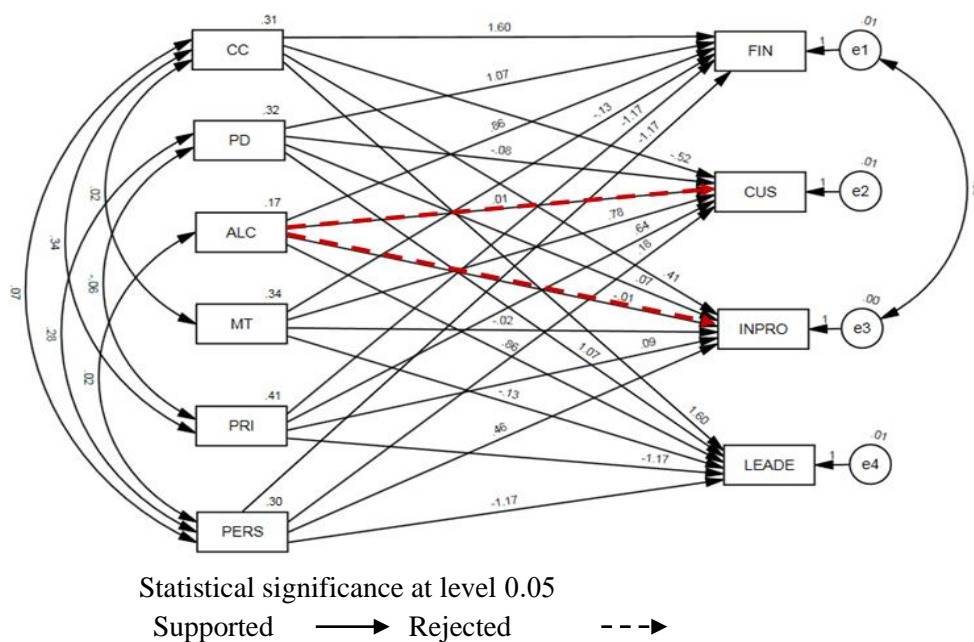 .31
CC
1.60
FIN
1
e1
.01
1.07
.32
PD
.86
-.13
-1.17
-1.17
-.08
-.52
.01
CUS
1
e2
.17
ALC
.01
.78
.64
.18
.02
.34
.07
-.06
.28
.02
.34
MT
-.02
.07
.41
-.01
.00
INPRO
1
e3
.09
.86
1.07
-.13
.41
PRI
.46
1.60
-1.17
.01
LEADE
1
e4
.30
PERS
-1.17
Statistical significance at level 0.05
Supported Rejected